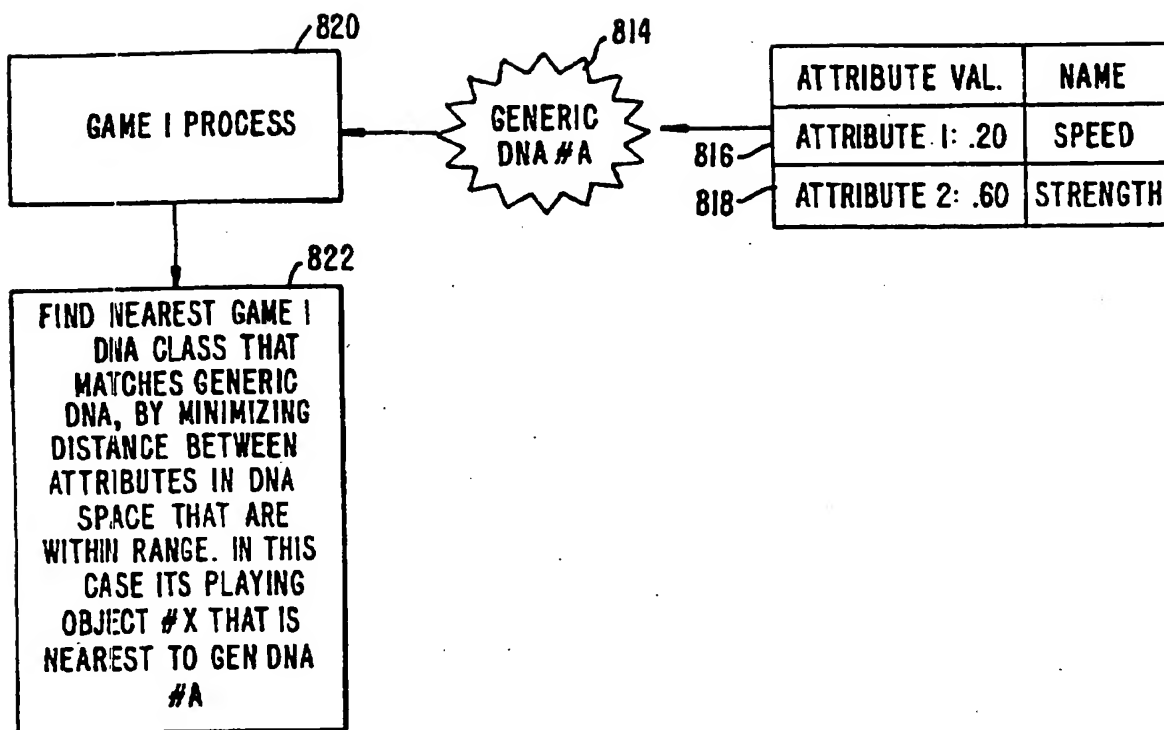 820
GAME I PROCESS
814
GENERIC
DNA #A
ATTRIBUTE VAL. NAME
816 ATTRIBUTE 1: .20 SPEED
818 ATTRIBUTE 2: .60 STRENGTH
822
FIND NEAREST GAME I
DNA CLASS THAT
MATCHES GENERIC
DNA, BY MINIMIZING
DISTANCE BETWEEN
ATTRIBUTES IN DNA
SPACE THAT ARE
WITHIN RANGE. IN THIS
CASE ITS PLAYING
OBJECT #X THAT IS
NEAREST TO GEN DNA
#A